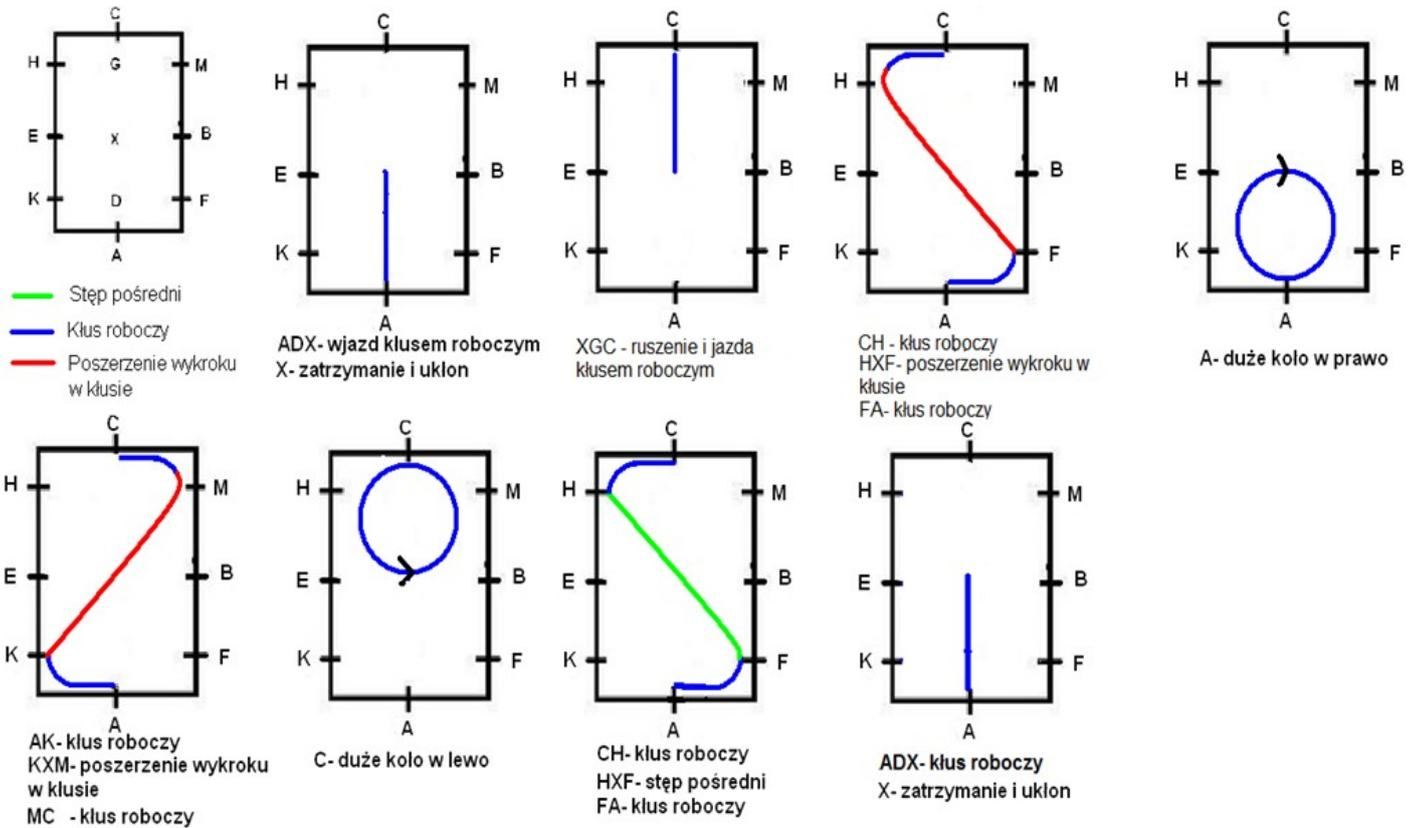 C
H G M
E X B
K D F
A
Stęp pośredni
Kłus roboczy
Poszerzenie wykroku
w kłusie
C
H M
E B
K F
A
ADX- wjazd kłusem roboczym
X- zatrzymanie i ukłon
C
H M
E B
K F
A
XGC - ruszenie i jazda
kłusem roboczym
C
H M
E B
K F
A
CH - kłus roboczy
HXF- poszerzenie wykroku w
kłusie
FA- kłus roboczy
C
H M
E B
K F
A
A- duże koło w prawo
C
H M
E B
K F
A
AK- kłus roboczy
KXM- poszerzenie wykroku
w kłusie
MC - kłus roboczy
C
H M
E B
K F
A
C- duże koło w lewo
C
H M
E B
K F
A
CH- kłus roboczy
HXF- stęp pośredni
FA- kłus roboczy
C
H M
E B
K F
A
ADX- kłus roboczy
X- zatrzymanie i ukłon